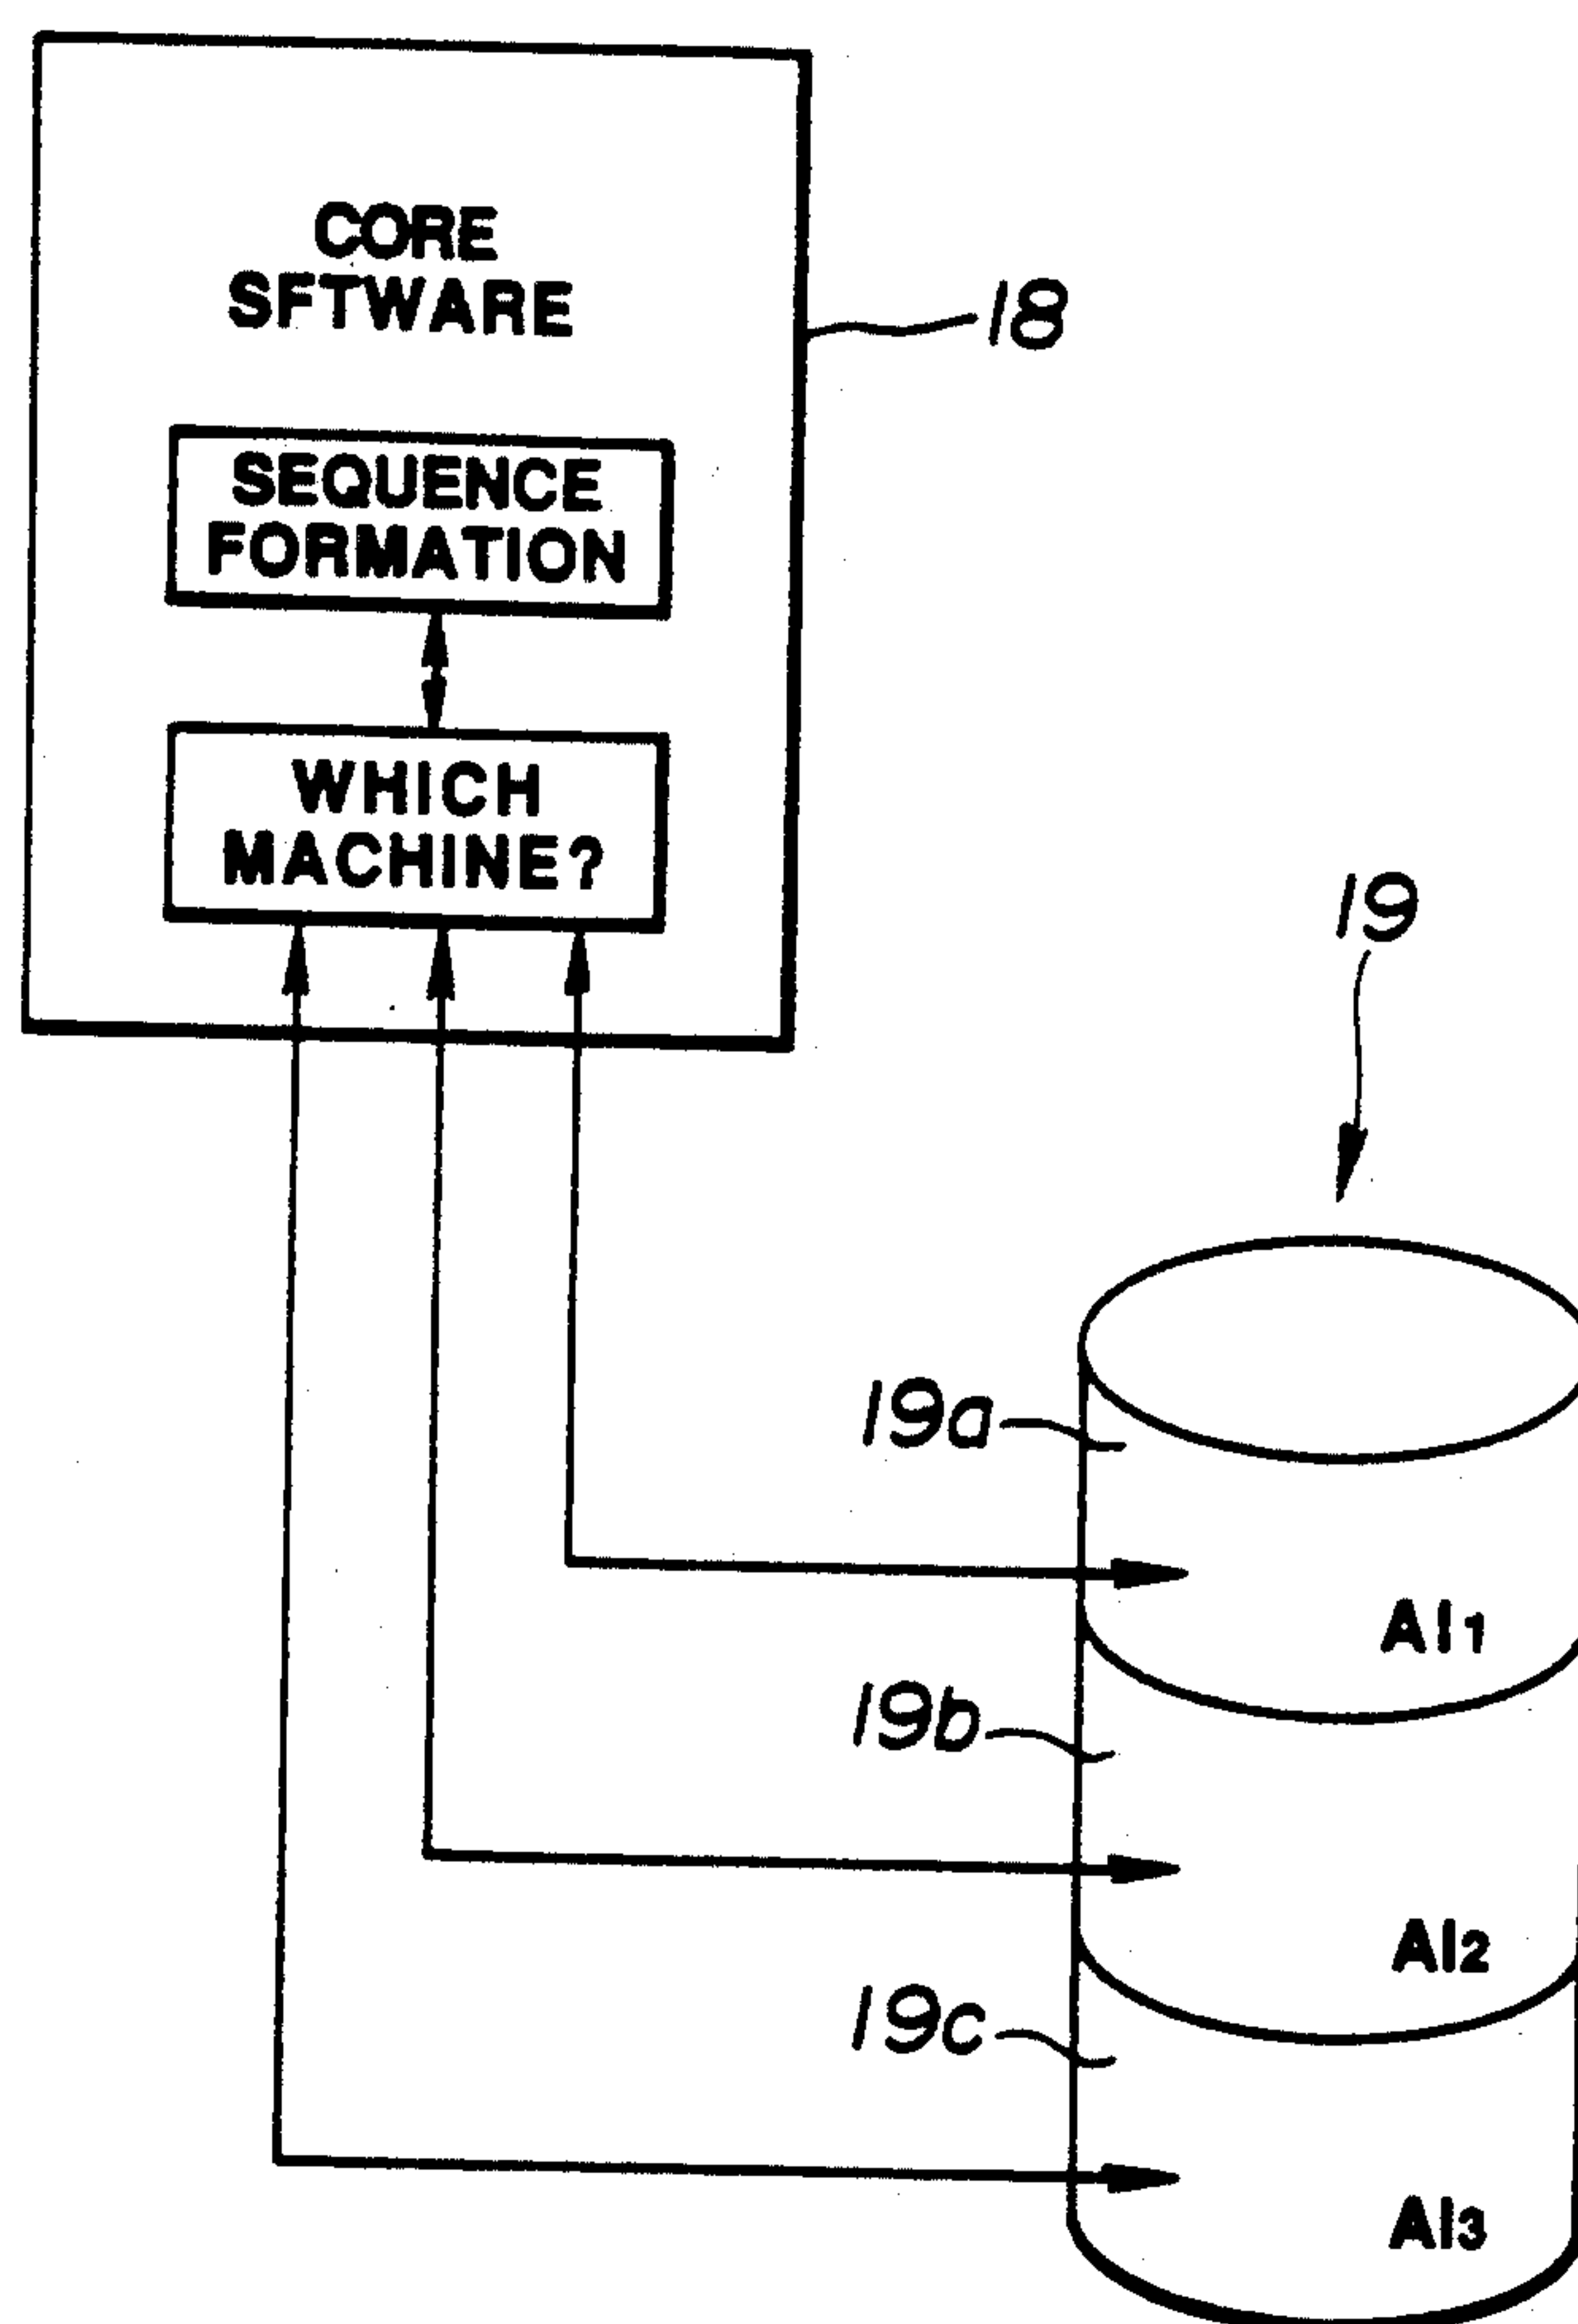 CORE
SFTWARE
18
SEQUENCE
FORMATION
WHICH
MACHINE?
19
19a
AI1
19b
AI2
19c
AI3